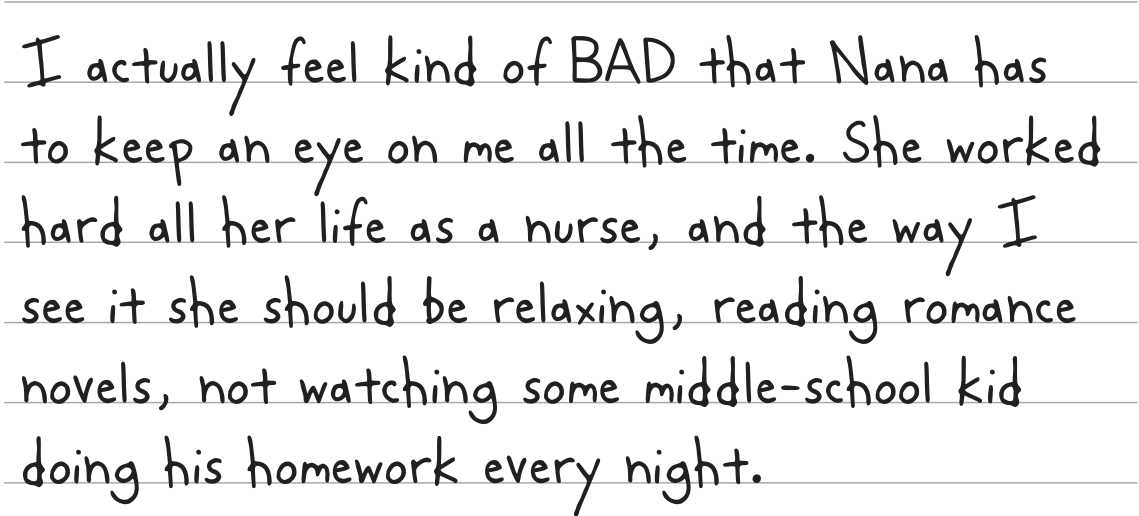 I actually feel kind of BAD that Nana has
to keep an eye on me all the time. She worked
hard all her life as a nurse, and the way I
see it she should be relaxing, reading romance
novels, not watching some middle-school kid
doing his homework every night.